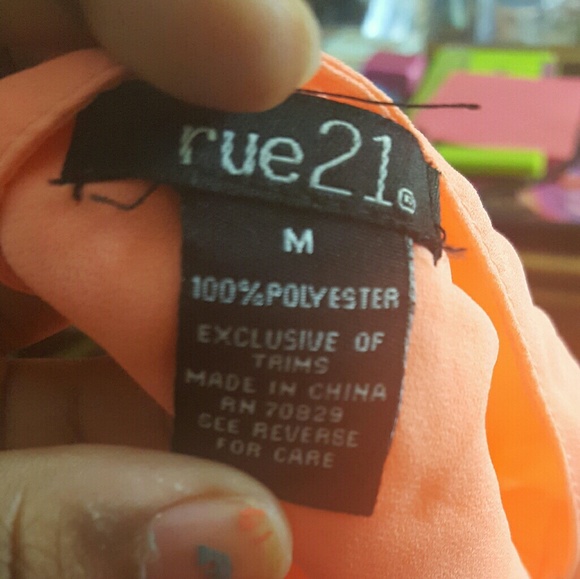 rue21®
M
100% POLYESTER
EXCLUSIVE OF
TRIMS
MADE IN CHINA
RN 70829
SEE REVERSE
FOR CARE